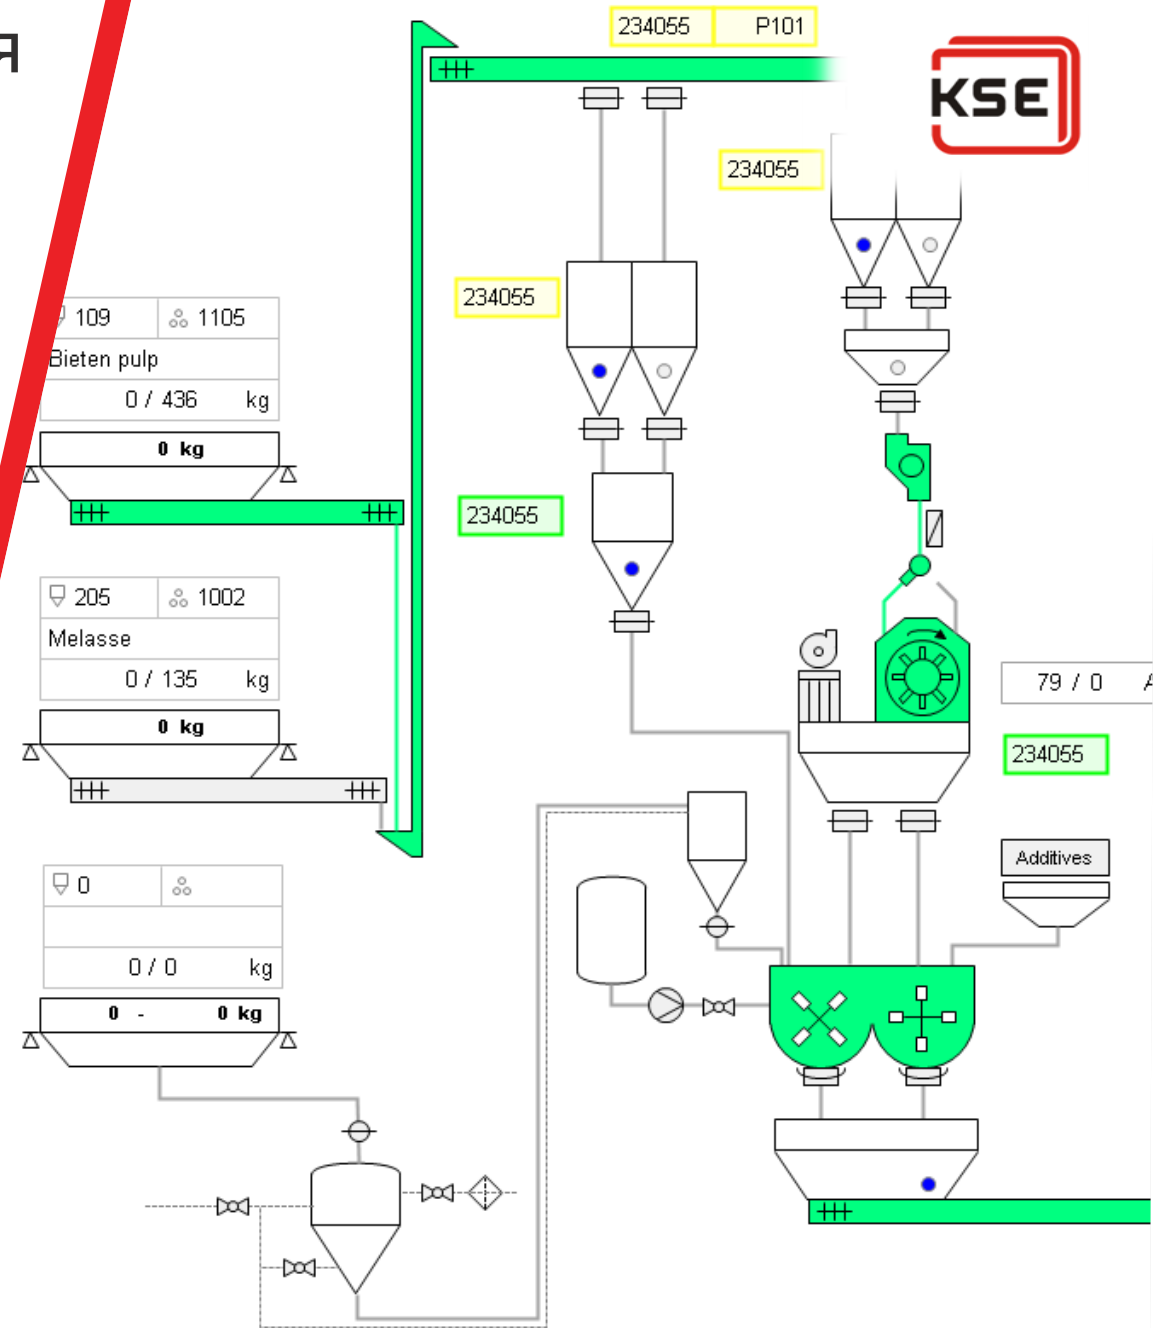 я
234055 P101
KSE
234055
234055
109 1105
Bieten pulp
0 / 436 kg
0 kg
234055
205 1002
Melasse
0 / 135 kg
0 kg
79 / 0 A
234055
Additives
0
0 / 0 kg
0 - 0 kg